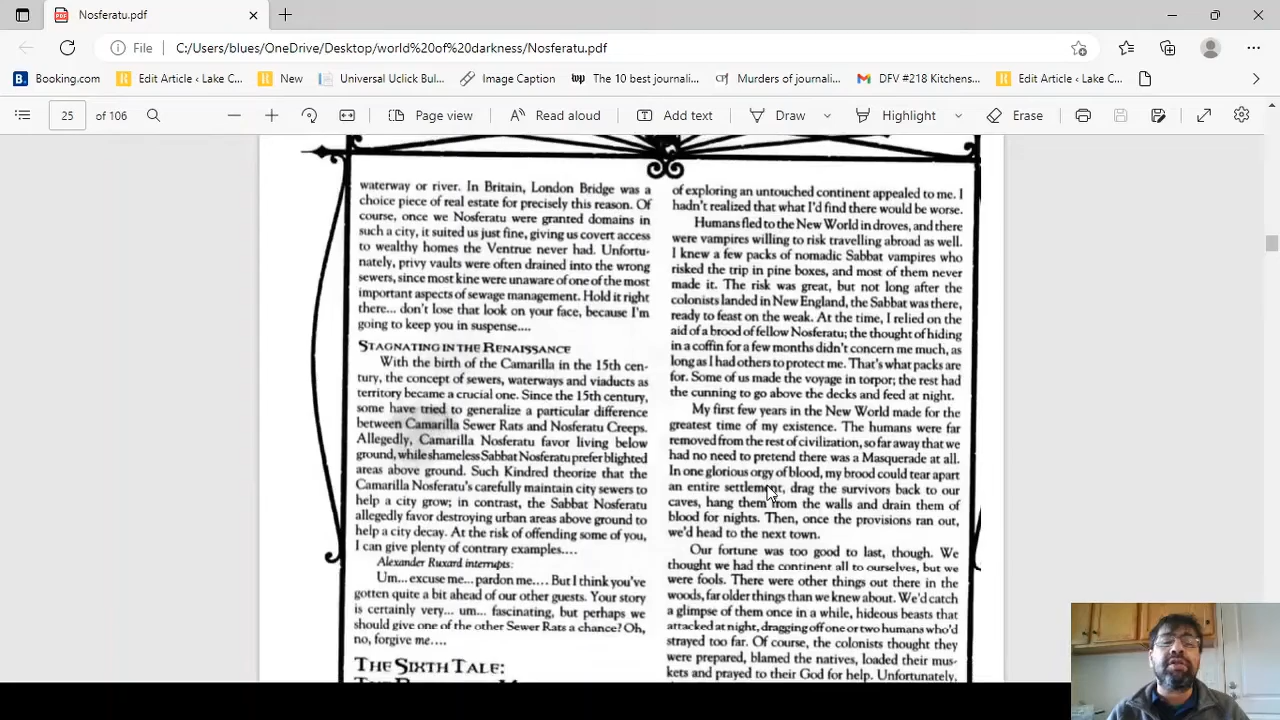 Nosferatu.pdf
File
C:/Users/blues/OneDrive/Desktop/world%20of%20darkness/Nosferatu.pdf
Booking.com
Edit Article ‹ Lake C...
New
Universal Uclick Bul...
Image Caption
The 10 best journali...
Murders of journali...
DFV #218 Kitchens...
Edit Article ‹ Lake C...
25 of 106
Page view
Read aloud
Add text
Draw
Highlight
Erase
waterway or river. In Britain, London Bridge was a
choice piece of real estate for precisely this reason. Of
course, once we Nosferatu were granted domains in
such a city, it suited us just fine, giving us covert access
to wealthy homes the Ventrue never had. Unfortu-
nately, privy vaults were often drained into the wrong
sewers, since most kine were unaware of one of the most
important aspects of sewage management. Hold it right
there... don't lose that look on your face, because I'm
going to keep you in suspense....
STAGNATING IN THE RENAISSANCE
With the birth of the Camarilla in the 15th cen-
tury, the concept of sewers, waterways and viaducts as
territory became a crucial one. Since the 15th century,
some have tried to generalize a particular difference
between Camarilla Sewer Rats and Nosferatu Creeps.
Allegedly, Camarilla Nosferatu favor living below
ground, while shameless Sabbat Nosferatu prefer blighted
areas above ground. Such Kindred theorize that the
Camarilla Nosferatu's carefully maintain city sewers to
help a city grow; in contrast, the Sabbat Nosferatu
allegedly favor destroying urban areas above ground to
help a city decay. At the risk of offending some of you,
I can give plenty of contrary examples....
Alexander Ruxard interrupts:
Um... excuse me... pardon me.... But I think you've
gotten quite a bit ahead of our other guests. Your story
is certainly very... um... fascinating, but perhaps we
should give one of the other Sewer Rats a chance? Oh,
no, forgive me....
THE SIXTH TALE:
of exploring an untouched continent appealed to me. I
hadn't realized that what I'd find there would be worse.
Humans fled to the New World in droves, and there
were vampires willing to risk travelling abroad as well.
I knew a few packs of nomadic Sabbat vampires who
risked the trip in pine boxes, and most of them never
made it. The risk was great, but not long after the
colonists landed in New England, the Sabbat was there,
ready to feast on the weak. At the time, I relied on the
aid of a brood of fellow Nosferatu; the thought of hiding
in a coffin for a few months didn't concern me much, as
long as I had others to protect me. That's what packs are
for. Some of us made the voyage in torpor; the rest had
the cunning to go above the decks and feed at night.
My first few years in the New World made for the
greatest time of my existence. The humans were far
removed from the rest of civilization, so far away that we
had no need to pretend there was a Masquerade at all.
In one glorious orgy of blood, my brood could tear apart
an entire settlement, drag the survivors back to our
caves, hang them from the walls and drain them of
blood for nights. Then, once the provisions ran out,
we'd head to the next town.
Our fortune was too good to last, though. We
thought we had the continent all to ourselves, but we
were fools. There were other things out there in the
woods, far older things than we knew about. We'd catch
a glimpse of them once in a while, hideous beasts that
attacked at night, dragging off one or two humans who'd
strayed too far. Of course, the colonists thought they
were prepared, blamed the natives, loaded their mus-
kets and prayed to their God for help. Unfortunately,